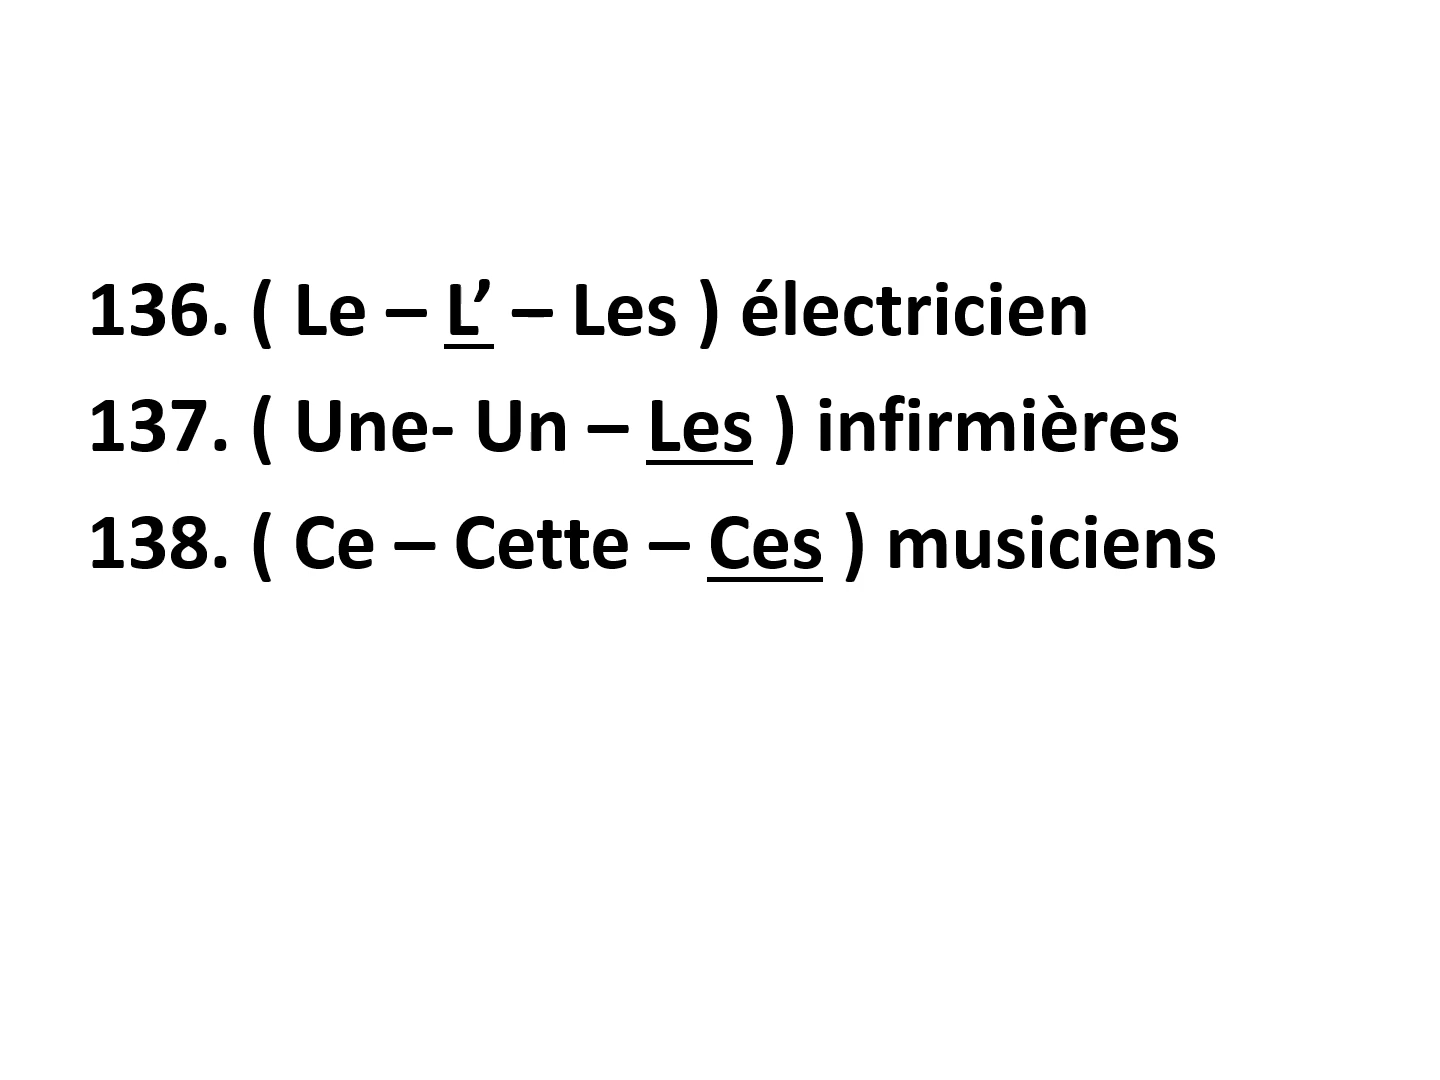 136. ( Le – L’ – Les ) électricien
137. ( Une- Un – Les ) infirmières
138. ( Ce – Cette – Ces ) musiciens